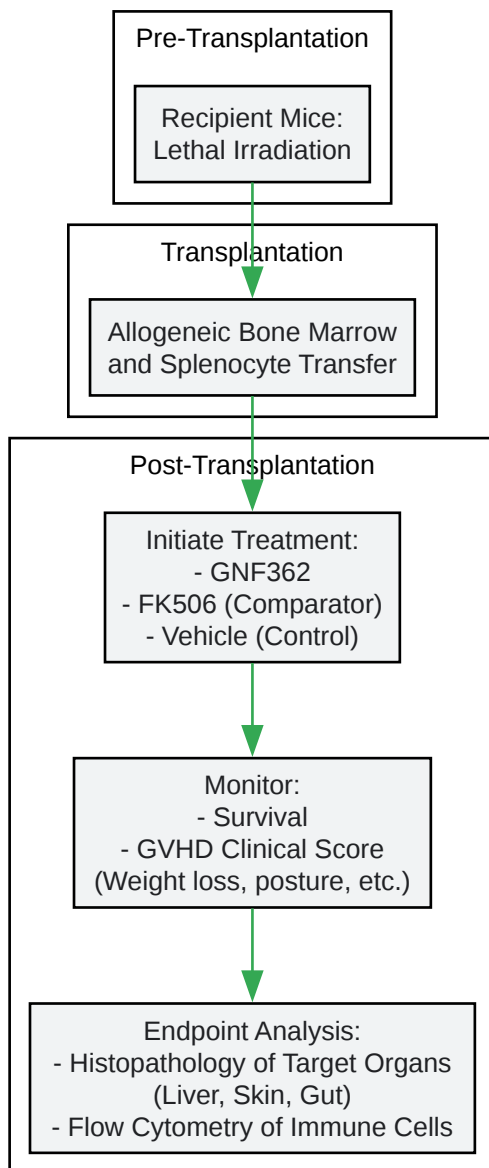 Pre-Transplantation
Recipient Mice:
Lethal Irradiation
Transplantation
Allogeneic Bone Marrow
and Splenocyte Transfer
Post-Transplantation
Initiate Treatment:
- GNF362
- FK506 (Comparator)
- Vehicle (Control)
Monitor:
- Survival
- GVHD Clinical Score
(Weight loss, posture, etc.)
Endpoint Analysis:
- Histopathology of Target Organs
(Liver, Skin, Gut)
- Flow Cytometry of Immune Cells